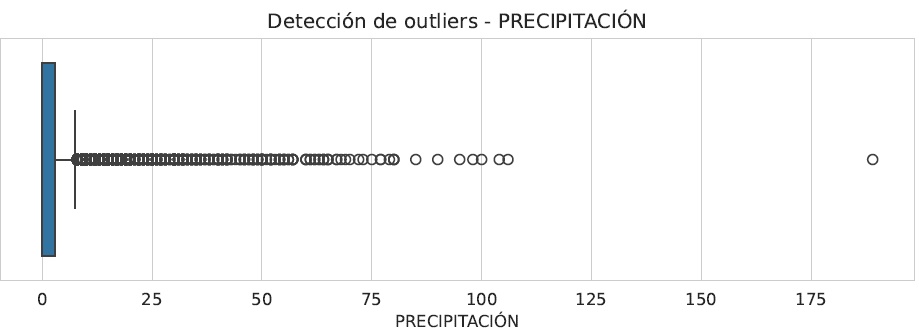 Detección de outliers - PRECIPITACIÓN
0 25 50 75 100 125 150 175
PRECIPITACIÓN